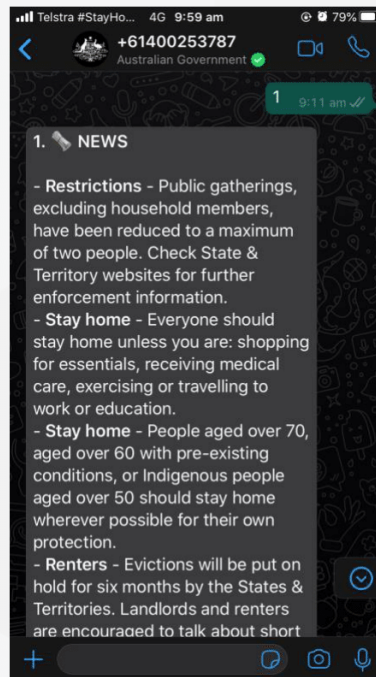 Telstra #StayHo... 4G 9:59 am 79%
+61400253787
Australian Government
1 9:11 am
1. NEWS
- Restrictions - Public gatherings,
excluding household members,
have been reduced to a maximum
of two people. Check State &
Territory websites for further
enforcement information.
- Stay home - Everyone should
stay home unless you are: shopping
for essentials, receiving medical
care, exercising or travelling to
work or education.
- Stay home - People aged over 70,
aged over 60 with pre-existing
conditions, or Indigenous people
aged over 50 should stay home
wherever possible for their own
protection.
- Renters - Evictions will be put on
hold for six months by the States &
Territories. Landlords and renters
are encouraged to talk about short